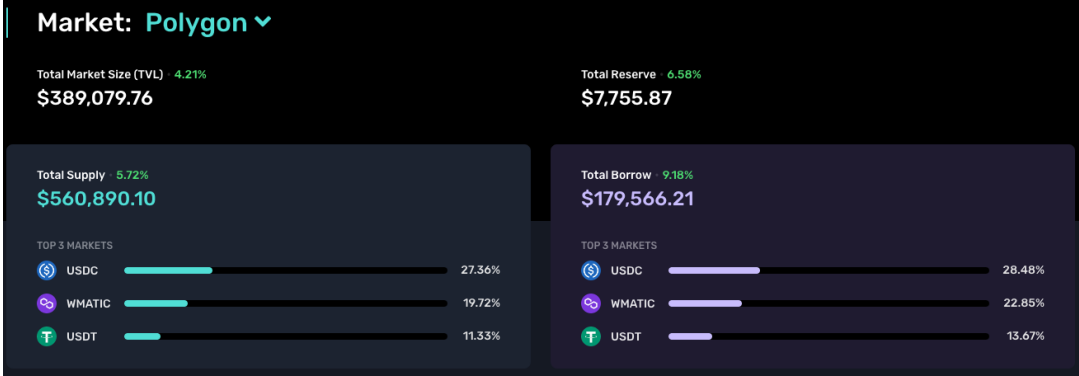 Market: Polygon
Total Market Size (TVL) · 4.21%
$389,079.76
Total Reserve · 6.58%
$7,755.87
Total Supply · 5.72%
$560,890.10
TOP 3 MARKETS
USDC 27.36%
WMATIC 19.72%
USDT 11.33%
Total Borrow · 9.18%
$179,566.21
TOP 3 MARKETS
USDC 28.48%
WMATIC 22.85%
USDT 13.67%